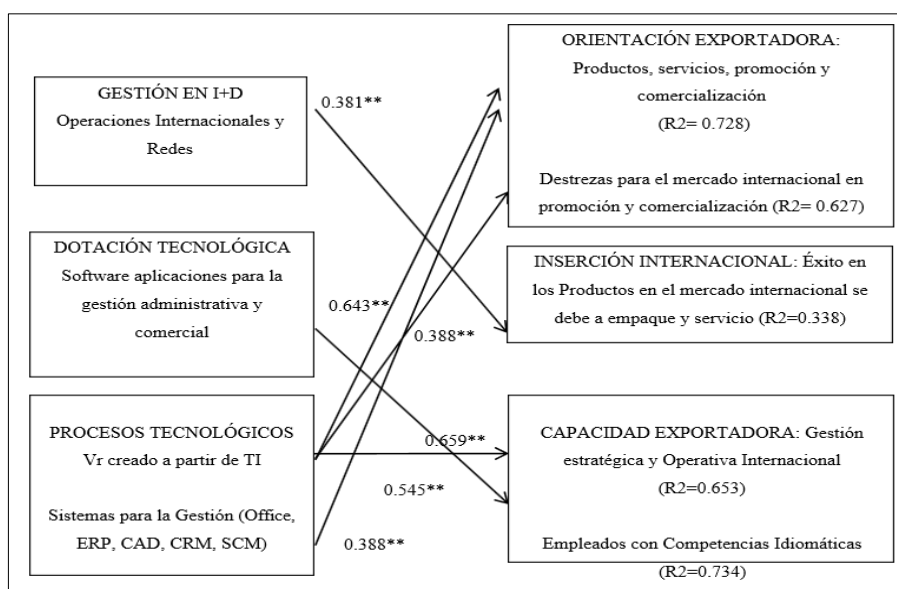 GESTIÓN EN I+D
Operaciones Internacionales y
Redes
DOTACIÓN TECNOLÓGICA
Software aplicaciones para la
gestión administrativa y
comercial
PROCESOS TECNOLÓGICOS
Vr creado a partir de TI
Sistemas para la Gestión (Office,
ERP, CAD, CRM, SCM)
0.381**
0.643**
0.388**
0.659**
0.545**
0.388**
ORIENTACIÓN EXPORTADORA:
Productos, servicios, promoción y
comercialización
(R2= 0.728)
Destrezas para el mercado internacional en
promoción y comercialización (R2= 0.627)
INSERCIÓN INTERNACIONAL: Éxito en
los Productos en el mercado internacional se
debe a empaque y servicio (R2=0.338)
CAPACIDAD EXPORTADORA: Gestión
estratégica y Operativa Internacional
(R2=0.653)
Empleados con Competencias Idiomáticas
(R2=0.734)